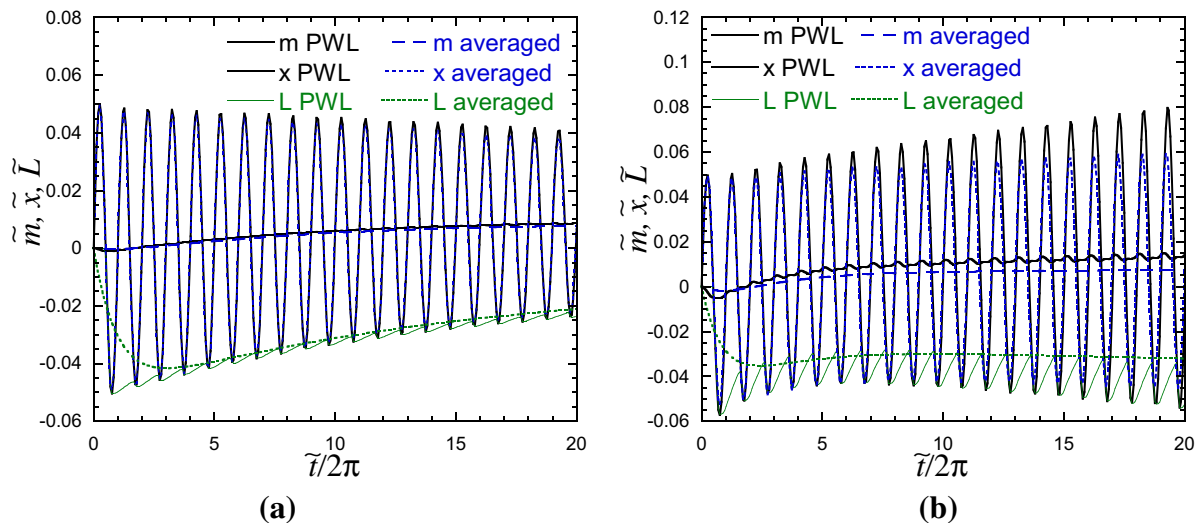 0.08
0.06
0.04
0.02
0
-0.02
-0.04
-0.06
m̃, x̃, L̃
m PWL
m averaged
x PWL
x averaged
L PWL
L averaged
0 5 10 15 20
t̃/2π
(a)
0.12
0.1
0.08
0.06
0.04
0.02
0
-0.02
-0.04
-0.06
m̃, x̃, L̃
m PWL
m averaged
x PWL
x averaged
L PWL
L averaged
0 5 10 15 20
t̃/2π
(b)